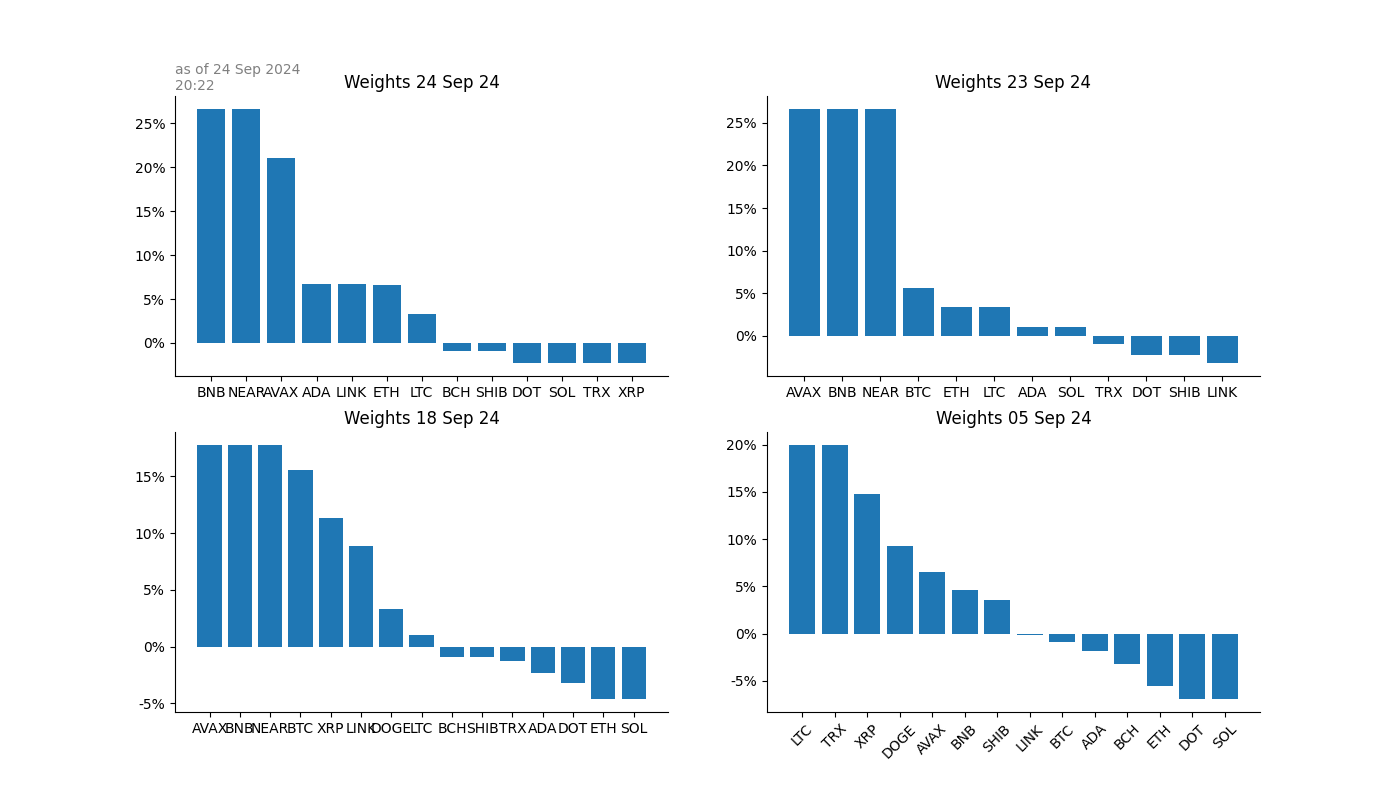 as of 24 Sep 2024
20:22
Weights 24 Sep 24
25%
20%
15%
10%
5%
0%
BNB NEAR AVAX ADA LINK ETH LTC BCH SHIB DOT SOL TRX XRP
Weights 23 Sep 24
25%
20%
15%
10%
5%
0%
AVAX BNB NEAR BTC ETH LTC ADA SOL TRX DOT SHIB LINK
Weights 18 Sep 24
15%
10%
5%
0%
-5%
AVAX BNB NEAR BTC XRP LINK DOGE LTC BCH SHIB TRX ADA DOT ETH SOL
Weights 05 Sep 24
20%
15%
10%
5%
0%
-5%
LTC TRX XRP DOGE AVAX BNB SHIB LINK BTC ADA BCH ETH DOT SOL